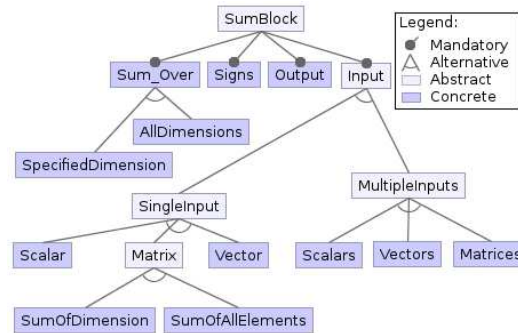 SumBlock
Legend:
Mandatory
Alternative
Abstract
Concrete
Sum_Over
Signs
Output
Input
AllDimensions
SpecifiedDimension
SingleInput
MultipleInputs
Scalar
Matrix
Vector
Scalars
Vectors
Matrices
SumOfDimension
SumOfAllElements